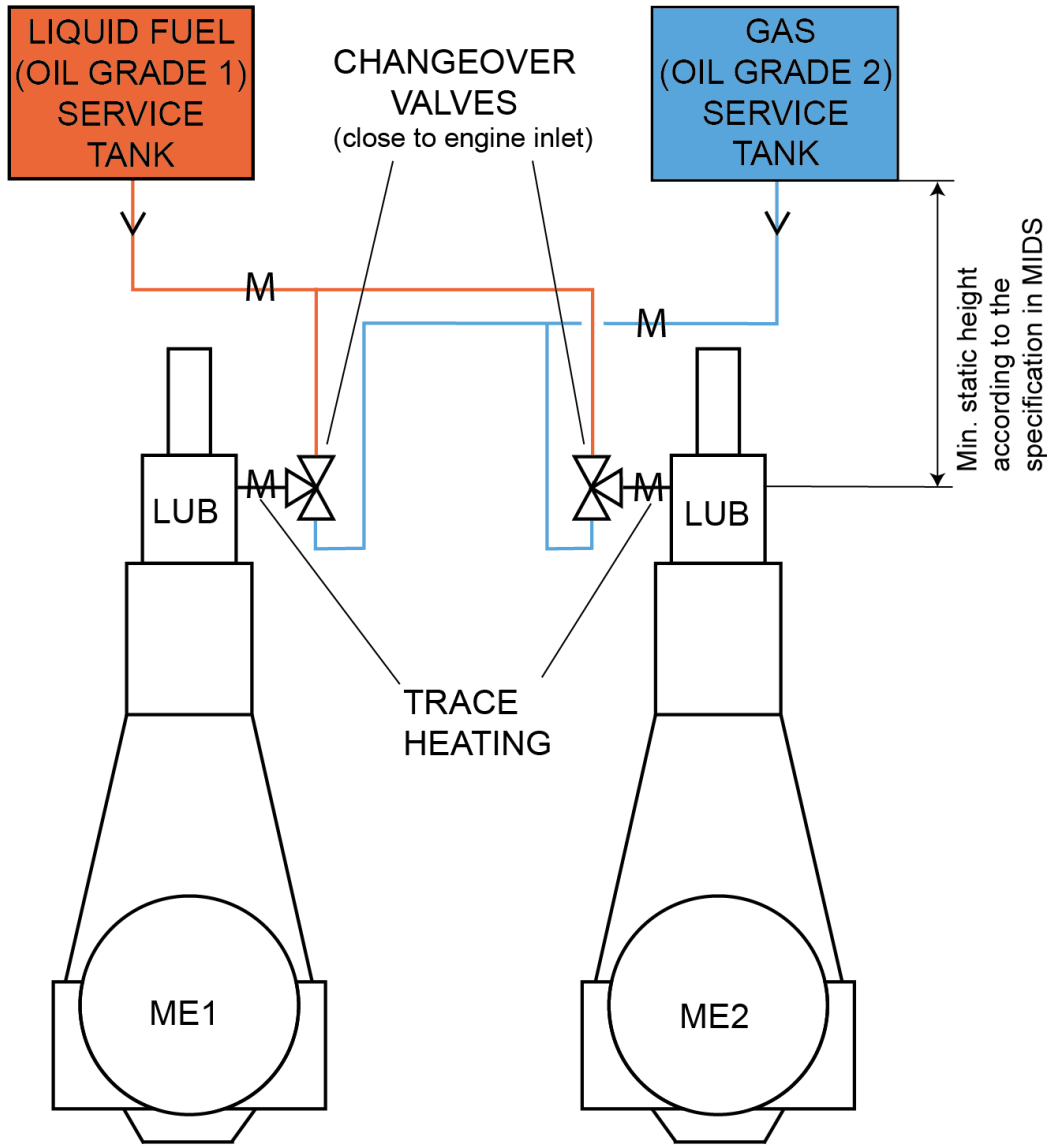 LIQUID FUEL
(OIL GRADE 1)
SERVICE
TANK
CHANGEOVER
VALVES
(close to engine inlet)
GAS
(OIL GRADE 2)
SERVICE
TANK
M
M
Min. static height
according to the
specification in MIDS
LUB
M
M
LUB
TRACE
HEATING
ME1
ME2